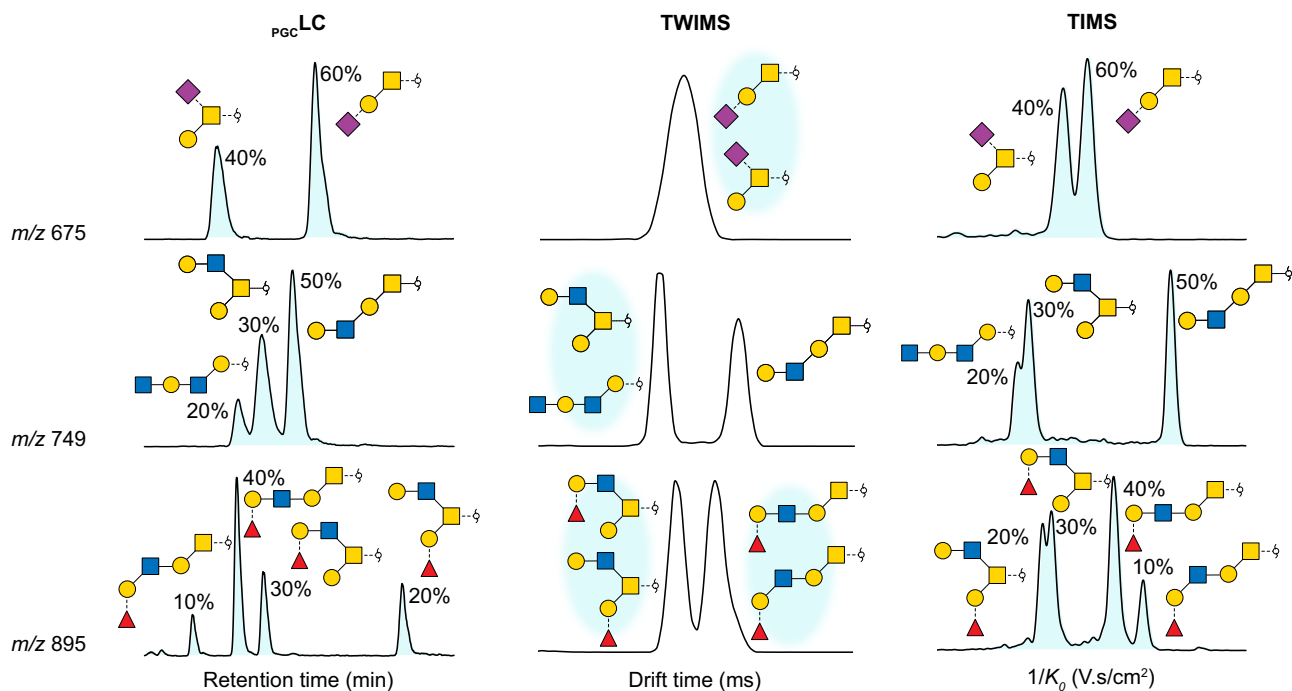 PGCLC
TWIMS
TIMS
60%
40%
60%
40%
m/z 675
50%
30%
20%
50%
30%
20%
m/z 749
40%
30%
20%
10%
40%
30%
20%
10%
m/z 895
Retention time (min)
Drift time (ms)
1/K0 (V.s/cm²)